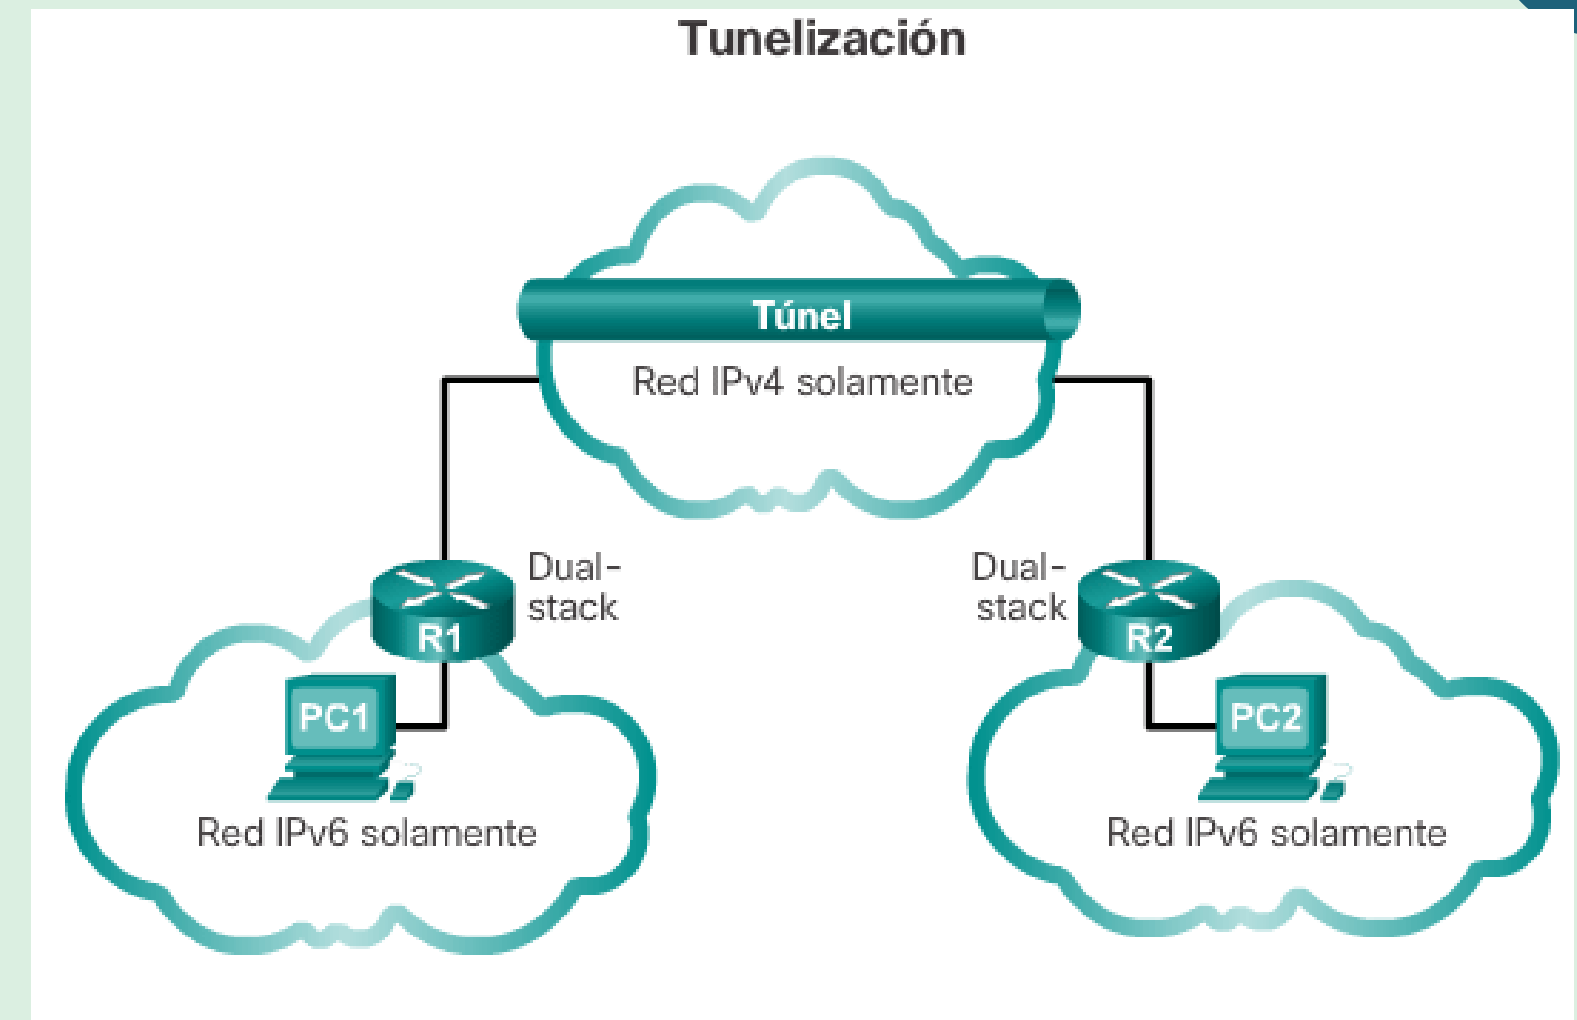 Tunelización
Túnel
Red IPv4 solamente
Dual-
stack
R1
PC1
Red IPv6 solamente
Dual-
stack
R2
PC2
Red IPv6 solamente